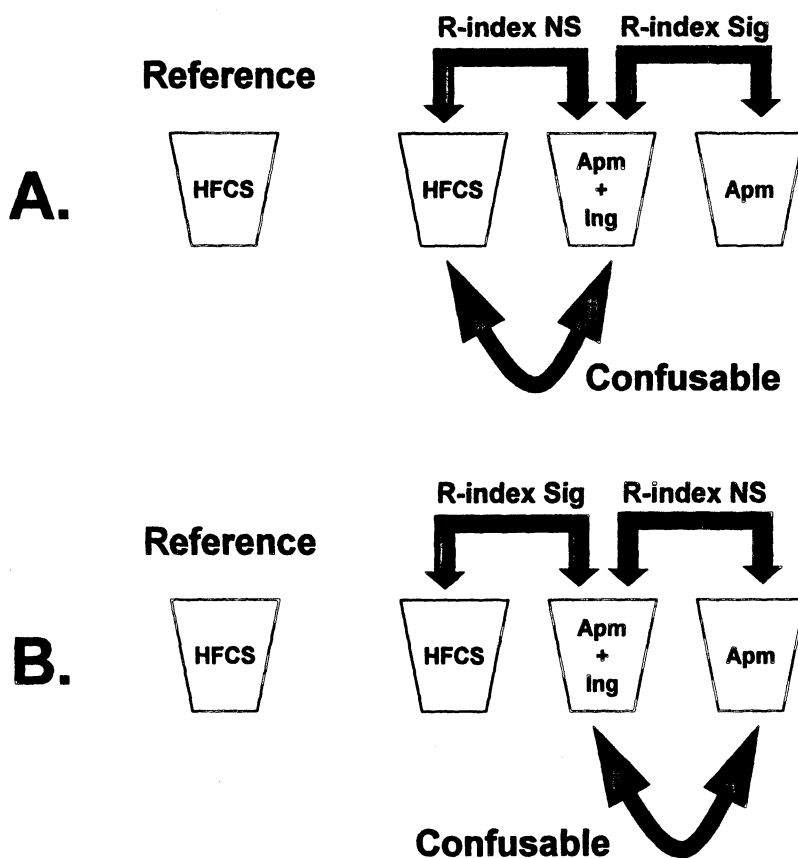 R-index NS R-index Sig
Reference
A.
HFCS HFCS Apm + Ing Apm
Confusable
R-index Sig R-index NS
Reference
B.
HFCS HFCS Apm + Ing Apm
Confusable